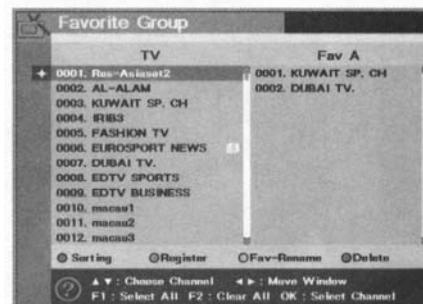 Favorite Group
TV
0001. Res-Asiasat2
0002. AL-ALAM
0003. KUWAIT SP. CH
0004. IRIB3
0005. FASHION TV
0006. EUROSPORT NEWS
0007. DUBAI TV.
0008. EDTV SPORTS
0009. EDTV BUSINESS
0010. macau1
0011. macau2
0012. macau3
Fav A
0001. KUWAIT SP. CH
0002. DUBAI TV.
Sorting Register Fav-Rename Delete
▲ ▼ : Choose Channel ◄ ► : Move Window
F1 : Select All F2 : Clear All OK : Select Channel